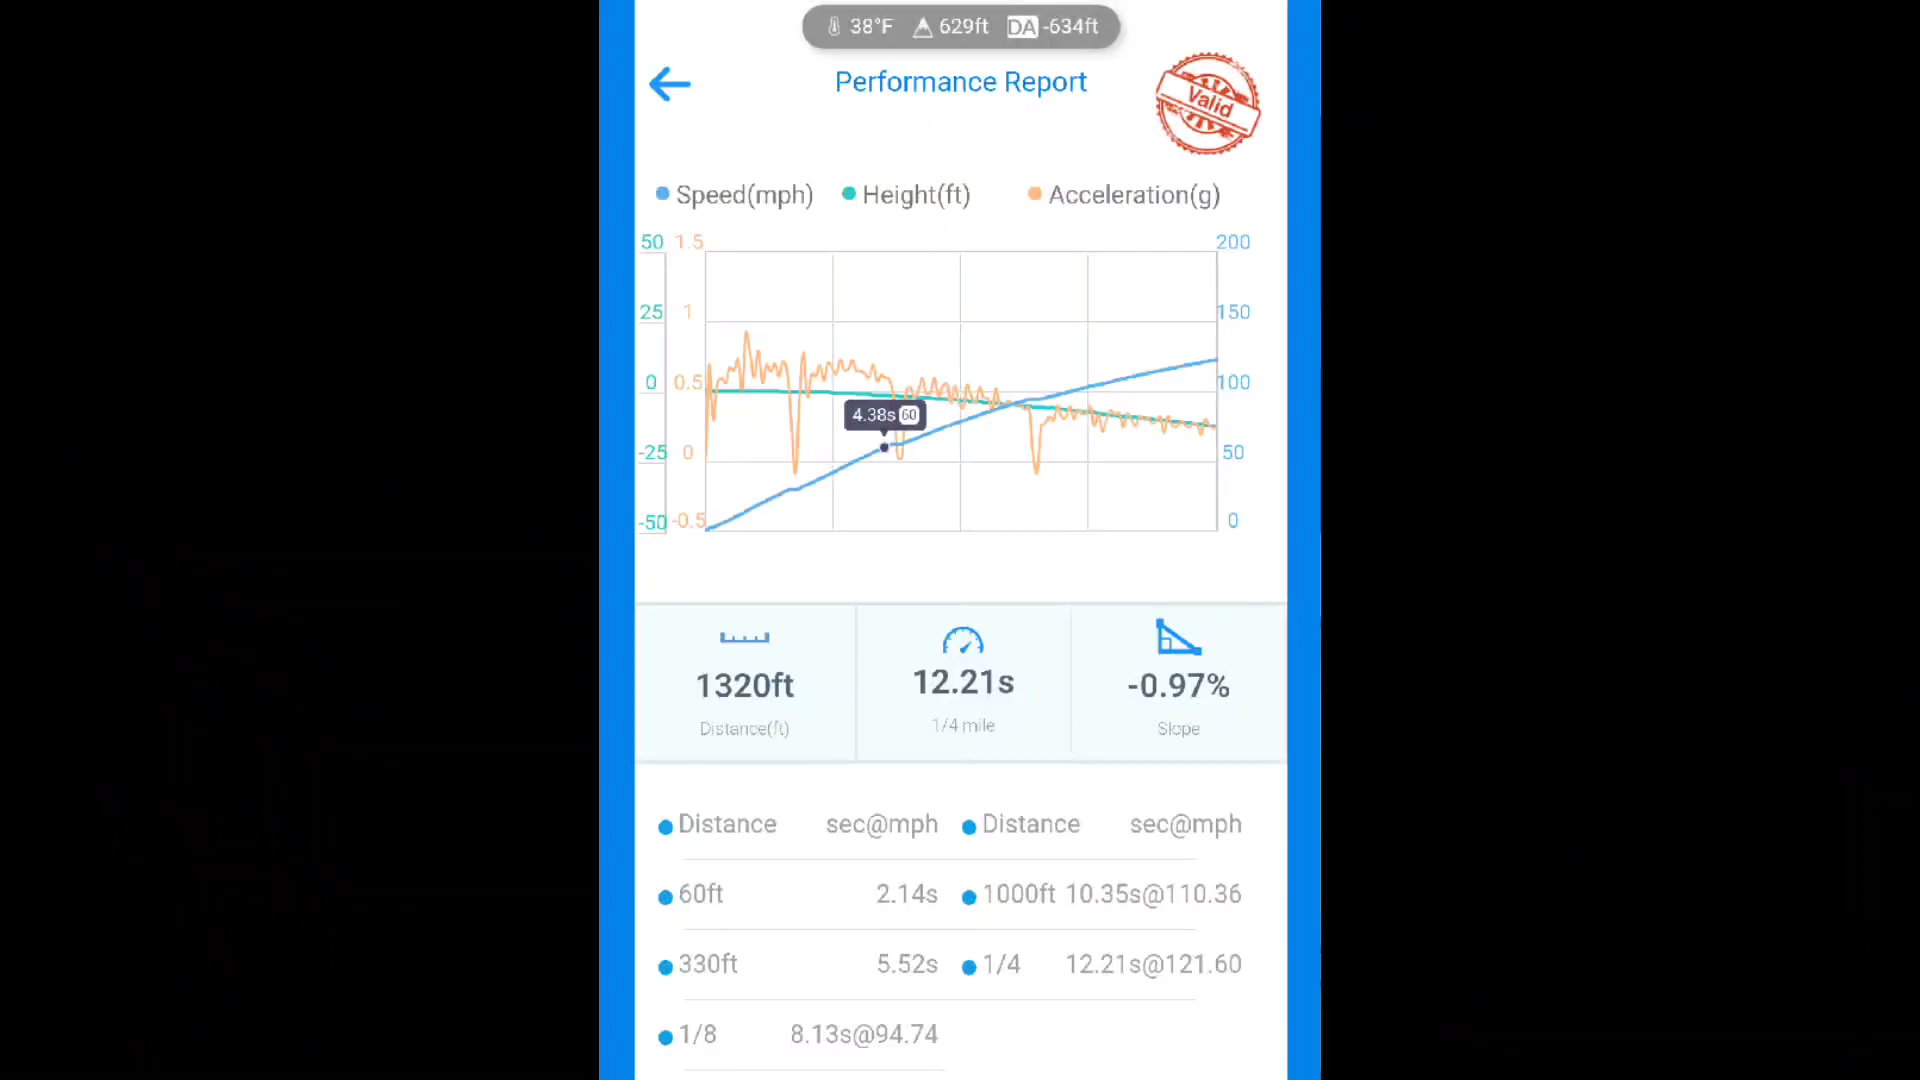 38°F 629ft DA -634ft
Performance Report
Valid
Speed(mph) Height(ft) Acceleration(g)
50 1.5 200
25 1 150
0 0.5 100
4.38s 60
-25 0 50
-50 -0.5 0
1320ft 12.21s -0.97%
Distance(ft) 1/4 mile Slope
Distance sec@mph Distance sec@mph
60ft 2.14s 1000ft 10.35s@110.36
330ft 5.52s 1/4 12.21s@121.60
1/8 8.13s@94.74